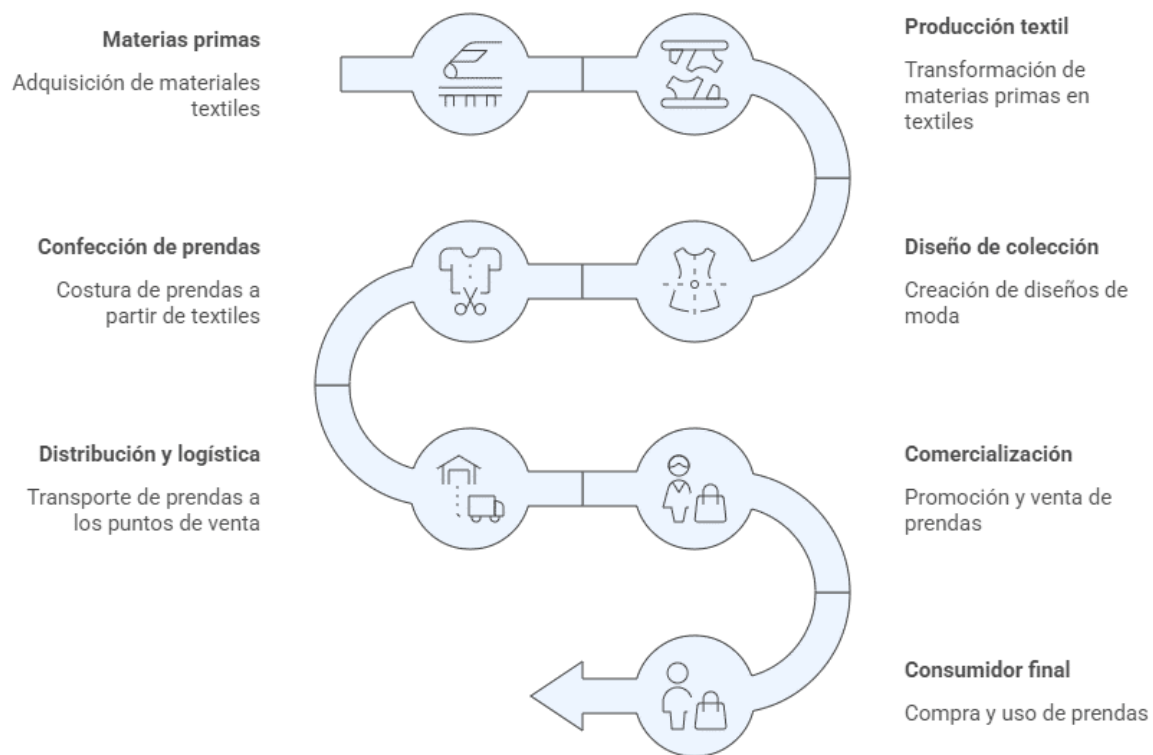 Materias primas
Adquisición de materiales
textiles
Producción textil
Transformación de
materias primas en
textiles
Diseño de colección
Creación de diseños de
moda
Confección de prendas
Costura de prendas a
partir de textiles
Distribución y logística
Transporte de prendas a
los puntos de venta
Comercialización
Promoción y venta de
prendas
Consumidor final
Compra y uso de prendas